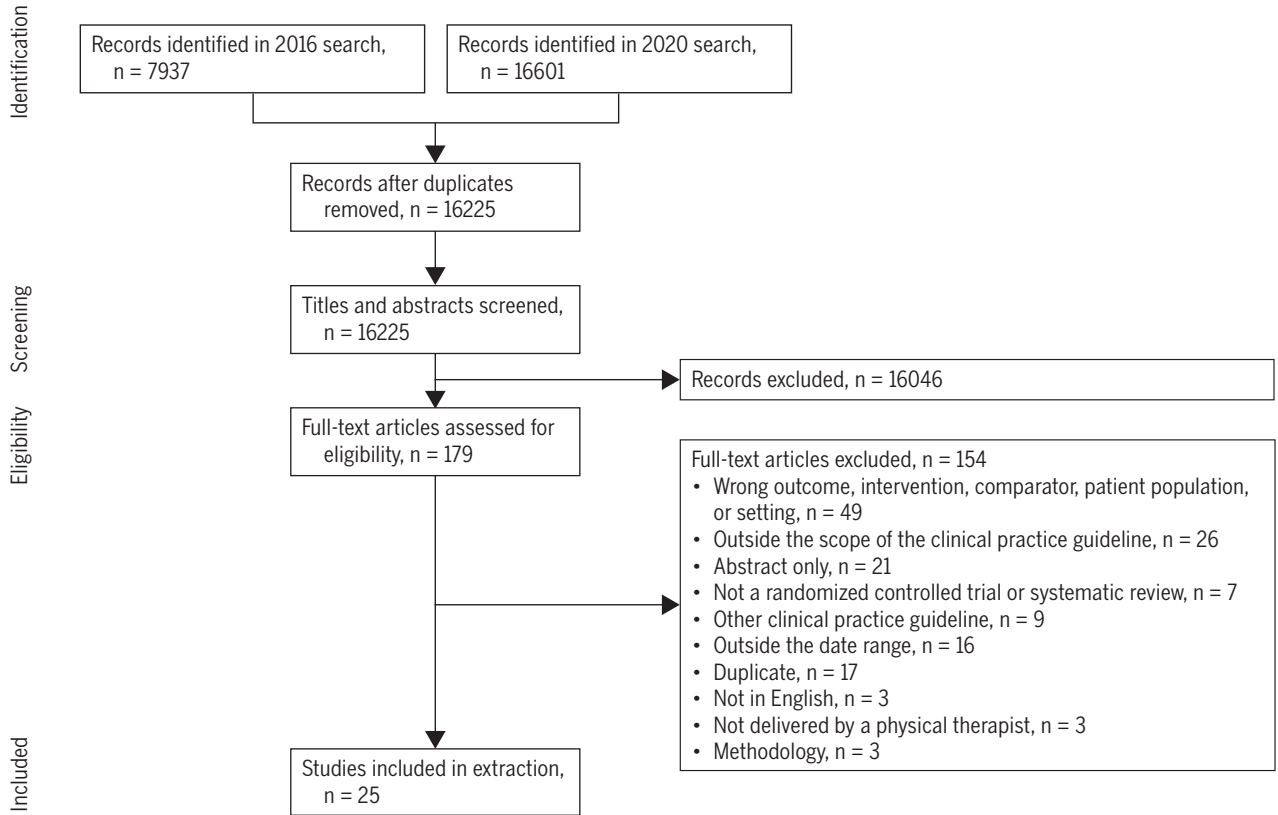 Identification
Records identified in 2016 search,
n = 7937
Records identified in 2020 search,
n = 16601
Records after duplicates
removed, n = 16225
Screening
Titles and abstracts screened,
n = 16225
Records excluded, n = 16046
Eligibility
Full-text articles assessed for
eligibility, n = 179
Full-text articles excluded, n = 154
• Wrong outcome, intervention, comparator, patient population,
or setting, n = 49
• Outside the scope of the clinical practice guideline, n = 26
• Abstract only, n = 21
• Not a randomized controlled trial or systematic review, n = 7
• Other clinical practice guideline, n = 9
• Outside the date range, n = 16
• Duplicate, n = 17
• Not in English, n = 3
• Not delivered by a physical therapist, n = 3
• Methodology, n = 3
Included
Studies included in extraction,
n = 25